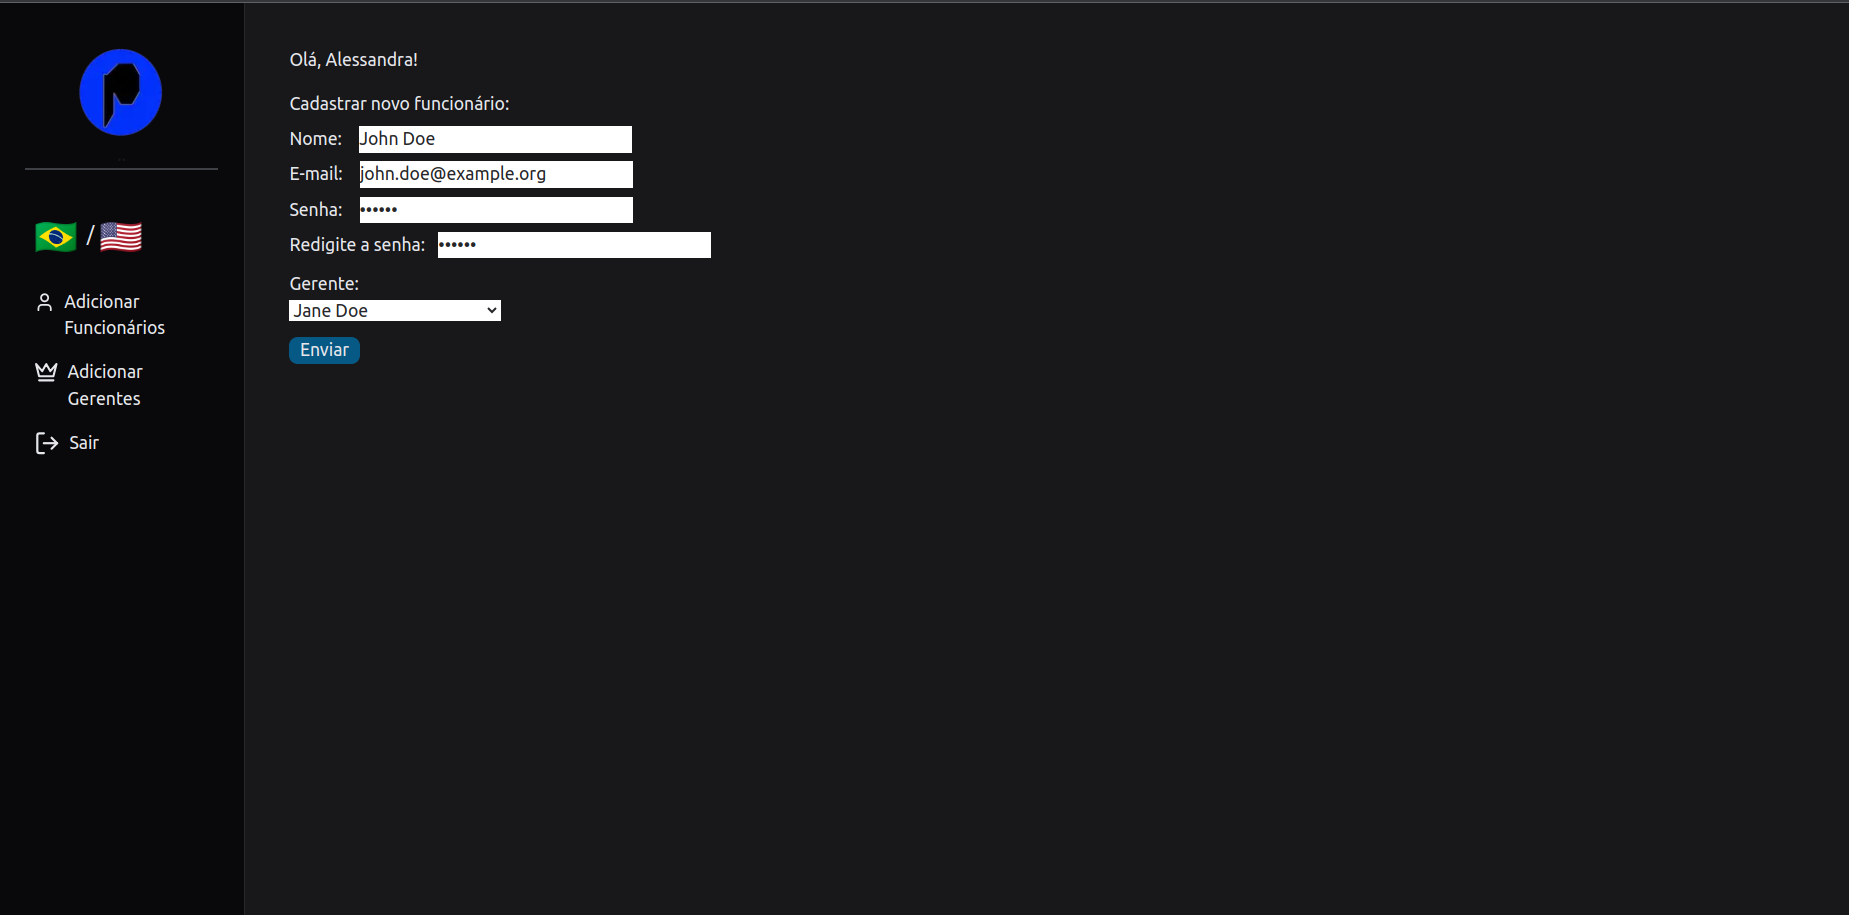 Olá, Alessandra!
Cadastrar novo funcionário:
Nome: John Doe
E-mail: john.doe@example.org
Senha: ••••••
Redigite a senha: ••••••
Gerente:
Jane Doe
Enviar
/
Adicionar
Funcionários
Adicionar
Gerentes
Sair